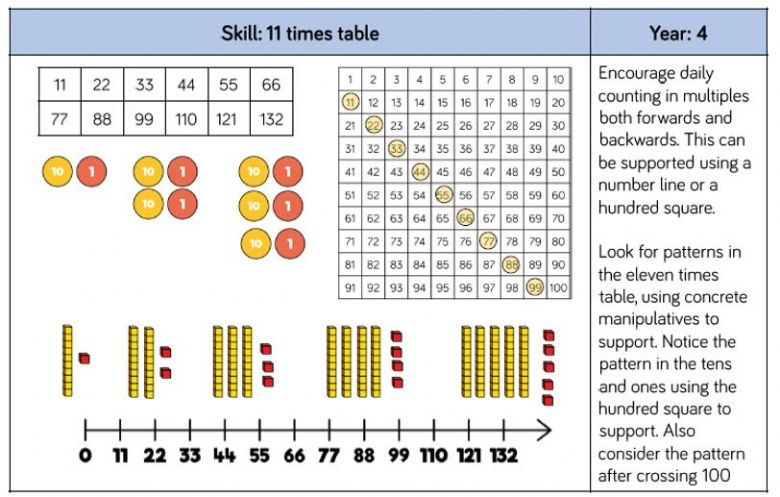 Skill: 11 times table
Year: 4
11 22 33 44 55 66
77 88 99 110 121 132
10 1 10 1 10 1
10 1 10 1
10 1
1 2 3 4 5 6 7 8 9 10
11 12 13 14 15 16 17 18 19 20
21 22 23 24 25 26 27 28 29 30
31 32 33 34 35 36 37 38 39 40
41 42 43 44 45 46 47 48 49 50
51 52 53 54 55 56 57 58 59 60
61 62 63 64 65 66 67 68 69 70
71 72 73 74 75 76 77 78 79 80
81 82 83 84 85 86 87 88 89 90
91 92 93 94 95 96 97 98 99 100
0 11 22 33 44 55 66 77 88 99 110 121 132
Encourage daily
counting in multiples
both forwards and
backwards. This can
be supported using a
number line or a
hundred square.
Look for patterns in
the eleven times
table, using concrete
manipulatives to
support. Notice the
pattern in the tens
and ones using the
hundred square to
support. Also
consider the pattern
after crossing 100